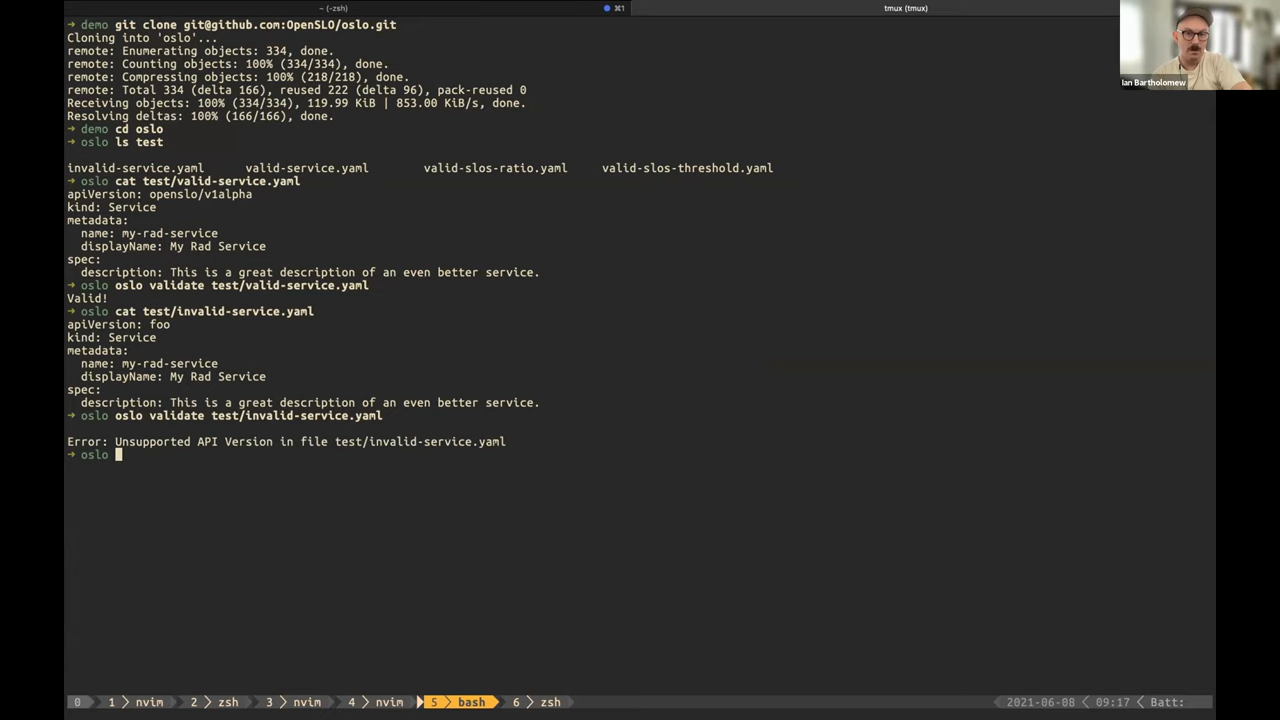 ~ (-zsh)
⌘1
tmux (tmux)
Ian Bartholomew
➜ demo git clone git@github.com:OpenSLO/oslo.git
Cloning into 'oslo'...
remote: Enumerating objects: 334, done.
remote: Counting objects: 100% (334/334), done.
remote: Compressing objects: 100% (218/218), done.
remote: Total 334 (delta 166), reused 222 (delta 96), pack-reused 0
Receiving objects: 100% (334/334), 119.99 KiB | 853.00 KiB/s, done.
Resolving deltas: 100% (166/166), done.
➜ demo cd oslo
➜ oslo ls test
invalid-service.yaml valid-service.yaml valid-slos-ratio.yaml valid-slos-threshold.yaml
➜ oslo cat test/valid-service.yaml
apiVersion: openslo/v1alpha
kind: Service
metadata:
  name: my-rad-service
  displayName: My Rad Service
spec:
  description: This is a great description of an even better service.
➜ oslo oslo validate test/valid-service.yaml
Valid!
➜ oslo cat test/invalid-service.yaml
apiVersion: foo
kind: Service
metadata:
  name: my-rad-service
  displayName: My Rad Service
spec:
  description: This is a great description of an even better service.
➜ oslo oslo validate test/invalid-service.yaml
Error: Unsupported API Version in file test/invalid-service.yaml
➜ oslo
0 1 nvim 2 zsh 3 nvim 4 nvim 5 bash 6 zsh 2021-06-08 09:17 Batt: